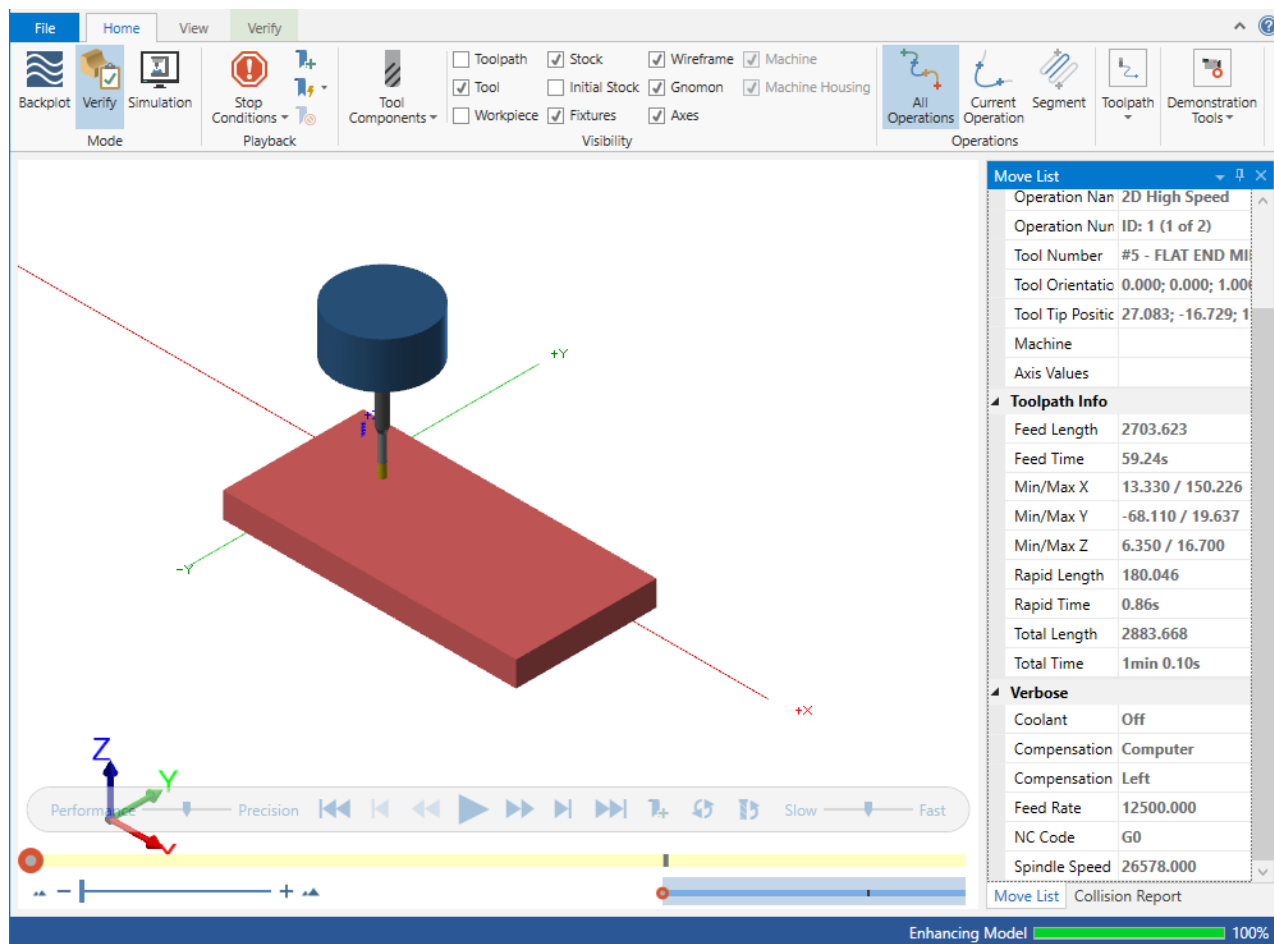 File Home View Verify
Toolpath Stock Wireframe Machine
Tool Initial Stock Gnomon Machine Housing
Workpiece Fixtures Axes
Backplot Verify Simulation Stop Conditions Tool Components All Operations Current Operation Segment Toolpath Demonstration Tools
Mode Playback Visibility Operations
Move List
Operation Nan 2D High Speed
Operation Nun ID: 1 (1 of 2)
Tool Number #5 - FLAT END MI
Tool Orientatio 0.000; 0.000; 1.000
Tool Tip Positic 27.083; -16.729; 1
Machine
Axis Values
Toolpath Info
Feed Length 2703.623
Feed Time 59.24s
Min/Max X 13.330 / 150.226
Min/Max Y -68.110 / 19.637
Min/Max Z 6.350 / 16.700
Rapid Length 180.046
Rapid Time 0.86s
Total Length 2883.668
Total Time 1min 0.10s
Verbose
Coolant Off
Compensation Computer
Compensation Left
Feed Rate 12500.000
NC Code G0
Spindle Speed 26578.000
Move List Collision Report
+Y
-Y
+X
Z
Y
Performance Precision Slow Fast
Enhancing Model 100%